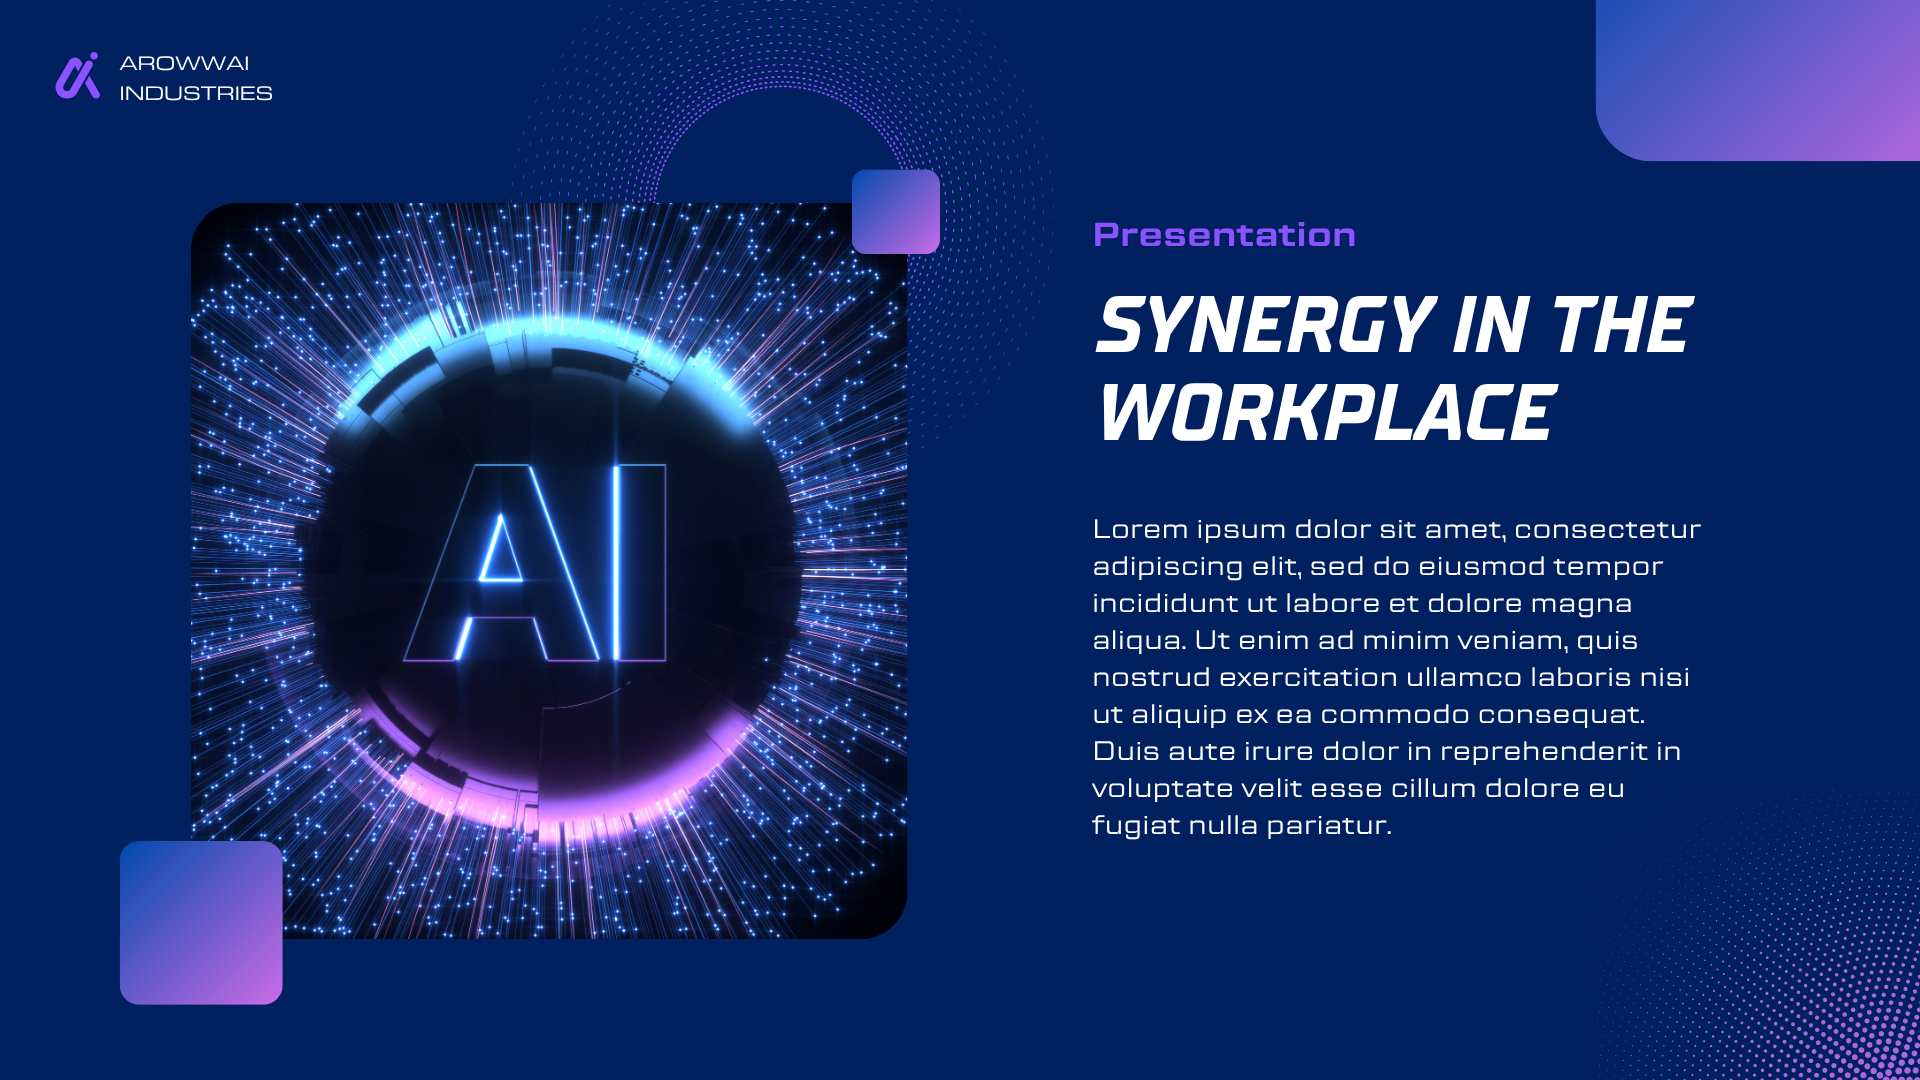 AROWWAI
INDUSTRIES
AI
Presentation
SYNERGY IN THE
WORKPLACE
Lorem ipsum dolor sit amet, consectetur
adipiscing elit, sed do eiusmod tempor
incididunt ut labore et dolore magna
aliqua. Ut enim ad minim veniam, quis
nostrud exercitation ullamco laboris nisi
ut aliquip ex ea commodo consequat.
Duis aute irure dolor in reprehenderit in
voluptate velit esse cillum dolore eu
fugiat nulla pariatur.